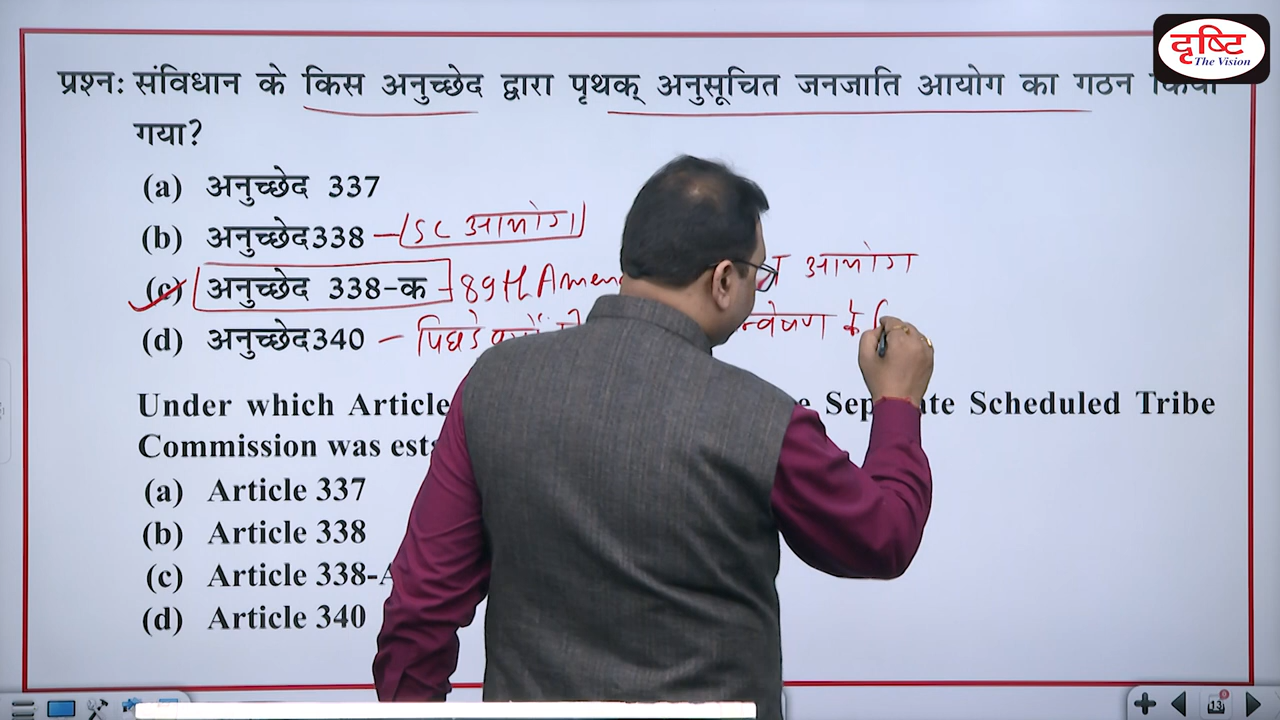 दृष्टि
The Vision
प्रश्न: संविधान के किस अनुच्छेद द्वारा पृथक् अनुसूचित जनजाति आयोग का गठन किया
गया?
(a) अनुच्छेद 337
(b) अनुच्छेद338 – SC आयोग
(c) अनुच्छेद 338-क – 89th Amen आयोग
(d) अनुच्छेद340 – पिछड़े के
Under which Article Separate Scheduled Tribe
Commission was
(a) Article 337
(b) Article 338
(c) Article 338-A
(d) Article 340
13